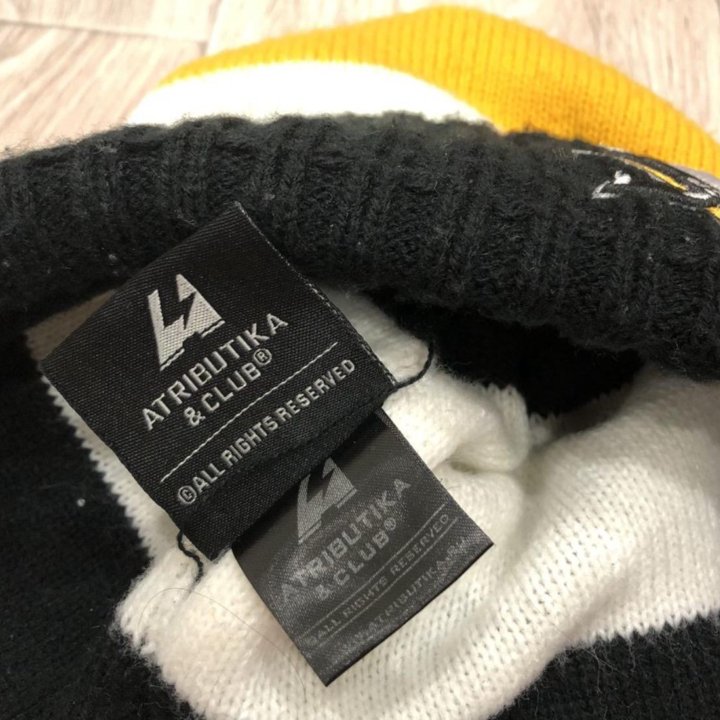 ATRIBUTIKA
& CLUB®
©ALL RIGHTS RESERVED
ATRIBUTIKA
& CLUB®
©ALL RIGHTS RESERVED